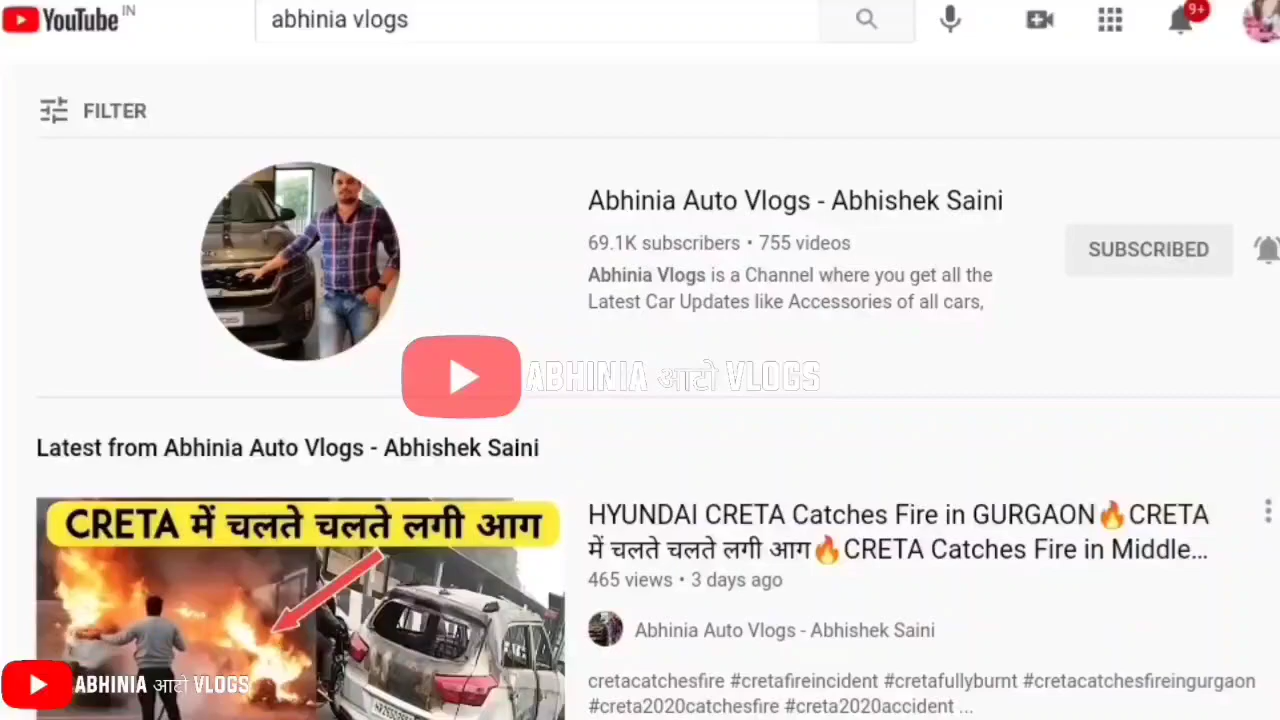 YouTube IN
abhinia vlogs
9+
FILTER
Abhinia Auto Vlogs - Abhishek Saini
69.1K subscribers • 755 videos
SUBSCRIBED
Abhinia Vlogs is a Channel where you get all the
Latest Car Updates like Accessories of all cars,
ABHINIA आटो VLOGS
Latest from Abhinia Auto Vlogs - Abhishek Saini
CRETA में चलते चलते लगी आग
HYUNDAI CRETA Catches Fire in GURGAON🔥CRETA
में चलते चलते लगी आग🔥CRETA Catches Fire in Middle...
465 views • 3 days ago
Abhinia Auto Vlogs - Abhishek Saini
ABHINIA आटो VLOGS
cretacatchesfire #cretafireincident #cretafullyburnt #cretacatchesfireingurgaon
#creta2020catchesfire #creta2020accident ...